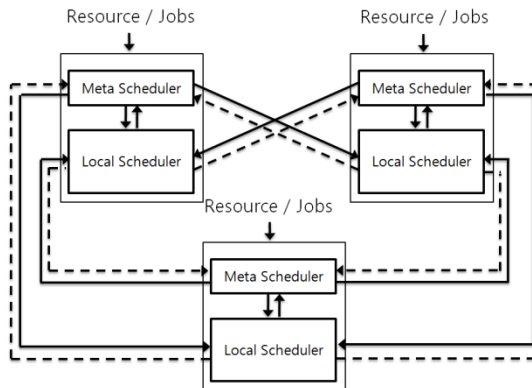 Resource / Jobs
Resource / Jobs
Meta Scheduler
Meta Scheduler
Local Scheduler
Local Scheduler
Resource / Jobs
Meta Scheduler
Local Scheduler